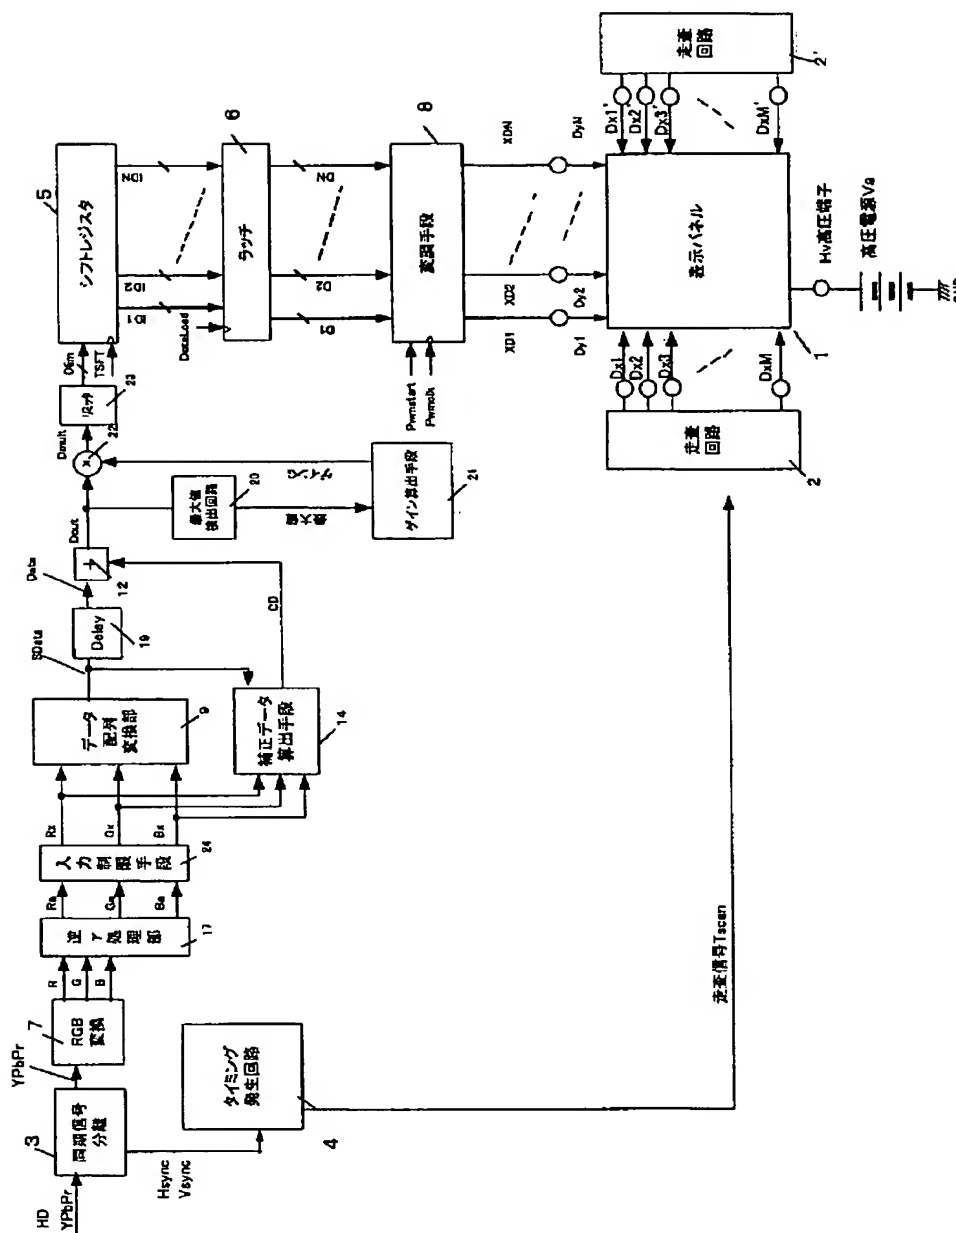 HD
YPbPr
3
同期信号
分離
Hsync
Vsync
YPbPr
7
RGB
変換
R
G
B
逆γ処理部
17
Ra
Ga
Ba
入力制限手段
24
Rx
Gx
Bx
データ
配列
変換部
9
SData
Delay
19
Data
12
補正データ
算出手段
14
CD
Dout
最大値
検出回路
20
最大値
ゲイン算出手段
21
ゲインG
X
22
Dmult
リミッタ
23
Dlim
TSFT
シフトレジスタ
5
ID1
ID2
IDN
DataLoad
ラッチ
6
D1
D2
DN
Pwmstart
Pwmclk
変調手段
8
XD1
XD2
XDN
Dy1
Dy2
DyN
タイミング
発生回路
4
走査信号Tscan
走査
回路
2
Dx1
Dx2
Dx3
DxM
表示パネル
1
走査
回路
2'
Dx1'
Dx2'
Dx3'
DxM'
Hv高圧端子
高圧電源Va
GND